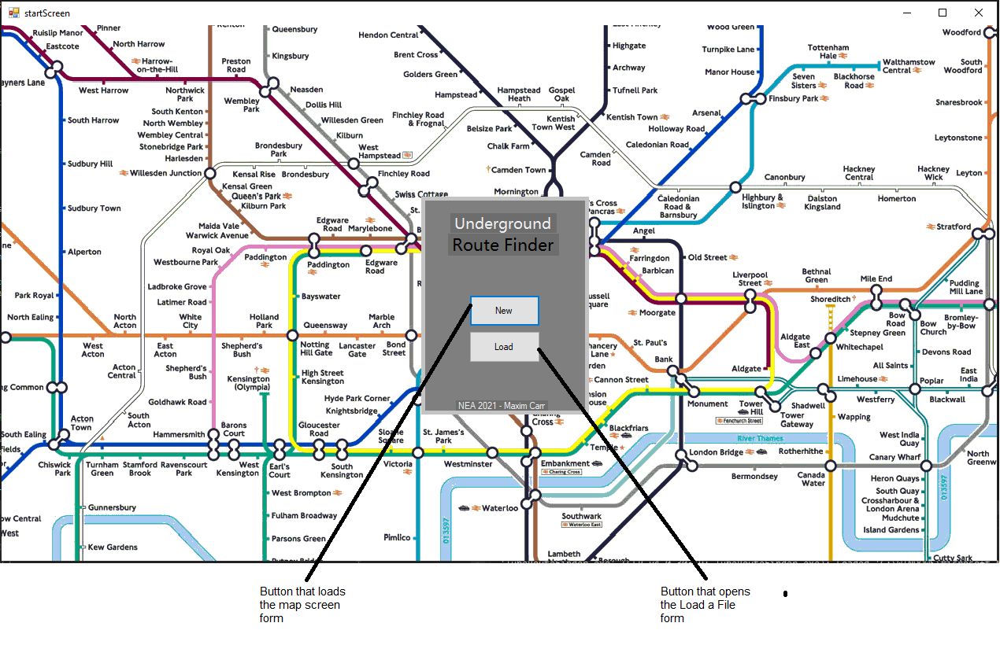 startScreen
Pinner
Kenton
Queensbury
Hendon Central
Highgate
Wood Green
Woodford
Ruislip Manor
Eastcote
North Harrow
Harrow-
on-the-Hill
Preston
Road
Kingsbury
Brent Cross
Golders Green
Archway
Turnpike Lane
Manor House
Tottenham
Hale
Walthamstow
Central
South
Woodford
Seven
Sisters
Blackhorse
Road
ayners Lane
West Harrow
Northwick
Park
Wembley
Park
Neasden
Dollis Hill
Willesden Green
Kilburn
Hampstead
Hampstead
Heath
Gospel
Oak
Tufnell Park
Finsbury Park
Snaresbrook
South Harrow
South Kenton
North Wembley
Wembley Central
Stonebridge Park
Harlesden
Willesden Junction
Brondesbury
Park
Kensal Rise
Brondesbury
West
Hampstead
Finchley Road
& Frognal
Belsize Park
Chalk Farm
Kentish
Town West
Kentish Town
Camden
Road
Camden Town
Mornington
Arsenal
Holloway Road
Caledonian Road
Leytonstone
Leyton
Sudbury Hill
Sudbury Town
Alperton
Park Royal
North Ealing
Kensal Green
Queen's Park
Kilburn Park
Maida Vale
Warwick Avenue
Finchley Road
Swiss Cottage
St.
Canonbury
Hackney
Central
Hackney
Wick
Caledonian
Road &
Barnsbury
Highbury &
Islington
Dalston
Kingsland
Homerton
Stratford
's Cross
Pancras
Angel
Edgware
Road
Marylebone
Royal Oak
Westbourne Park
Paddington
Paddington
Edgware
Road
Farringdon
Barbican
Old Street
Liverpool
Street
Bethnal
Green
Mile End
Shoreditch
Pudding
Mill Lane
Underground
Route Finder
New
Load
NEA 2021 - Maxim Carr
Ladbroke Grove
Latimer Road
Bayswater
ussell
quare
Moorgate
North
Acton
White
City
Holland
Park
Queensway
Marble
Arch
West
Acton
East
Acton
Shepherd's
Bush
Notting
Hill Gate
Lancaster
Gate
Bond
Street
hancery
Lane
St. Paul's
Bank
Aldgate
East
Aldgate
Whitechapel
Stepney Green
Bow
Road
Bow
Church
Bromley-
by-Bow
Devons Road
All Saints
Acton
Central
Shepherd's
Bush
Kensington
(Olympia)
High Street
Kensington
Cannon Street
Limehouse
Poplar
East
India
ng Common
Goldhawk Road
South
Acton
Hyde Park Corner
Knightsbridge
nsion
ouse
Monument
Tower
Hill
Fenchurch Street
Tower
Gateway
Shadwell
Westferry
Blackwall
Wapping
Acton
Town
South Ealing
Hammersmith
Barons
Court
Gloucester
Road
Sloane
Square
St. James's
Park
Charing
Cross
Blackfriars
Temple
River Thames
West India
Quay
Chiswick
Park
Turnham
Green
Stamford
Brook
Ravenscourt
Park
West
Kensington
Earl's
Court
South
Kensington
Victoria
Westminster
Embankment
Charing Cross
London Bridge
Rotherhithe
Canary Wharf
Bermondsey
Canada
Water
Heron Quays
South Quay
Crossharbour &
London Arena
Mudchute
Island Gardens
Cutty Sark
North
Greenw
Gunnersbury
Kew Gardens
West Brompton
Fulham Broadway
Parsons Green
Pimlico
Waterloo
Southwark
Waterloo East
Lambeth
Borough
013597
013597
Button that loads
the map screen
form
Button that opens
the Load a File
form